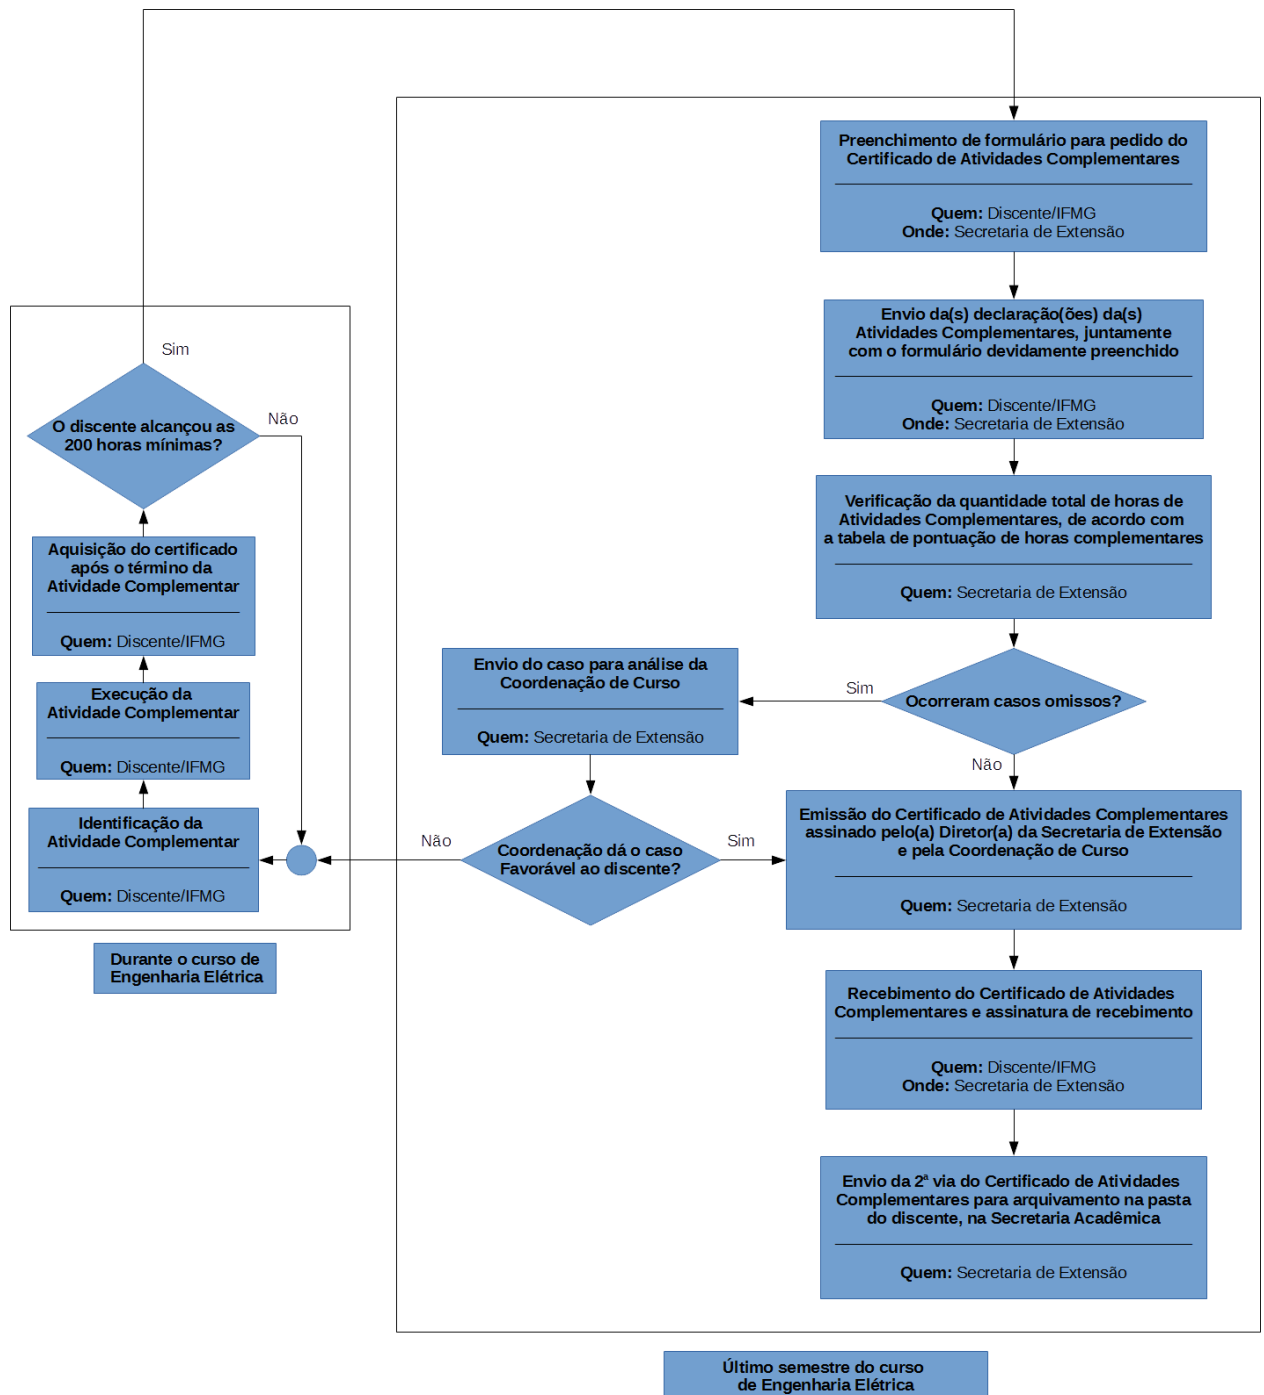 Preenchimento de formulário para pedido do
Certificado de Atividades Complementares
Quem: Discente/IFMG
Onde: Secretaria de Extensão
Envio da(s) declaração(ões) da(s)
Atividades Complementares, juntamente
com o formulário devidamente preenchido
Quem: Discente/IFMG
Onde: Secretaria de Extensão
Sim
O discente alcançou as
200 horas mínimas?
Não
Verificação da quantidade total de horas de
Atividades Complementares, de acordo com
a tabela de pontuação de horas complementares
Quem: Secretaria de Extensão
Aquisição do certificado
após o término da
Atividade Complementar
Quem: Discente/IFMG
Envio do caso para análise da
Coordenação de Curso
Quem: Secretaria de Extensão
Sim
Ocorreram casos omissos?
Não
Execução da
Atividade Complementar
Quem: Discente/IFMG
Identificação da
Atividade Complementar
Quem: Discente/IFMG
Não
Coordenação dá o caso
Favorável ao discente?
Sim
Emissão do Certificado de Atividades Complementares
assinado pelo(a) Diretor(a) da Secretaria de Extensão
e pela Coordenação de Curso
Quem: Secretaria de Extensão
Durante o curso de
Engenharia Elétrica
Recebimento do Certificado de Atividades
Complementares e assinatura de recebimento
Quem: Discente/IFMG
Onde: Secretaria de Extensão
Envio da 2ª via do Certificado de Atividades
Complementares para arquivamento na pasta
do discente, na Secretaria Acadêmica
Quem: Secretaria de Extensão
Último semestre do curso
de Engenharia Elétrica